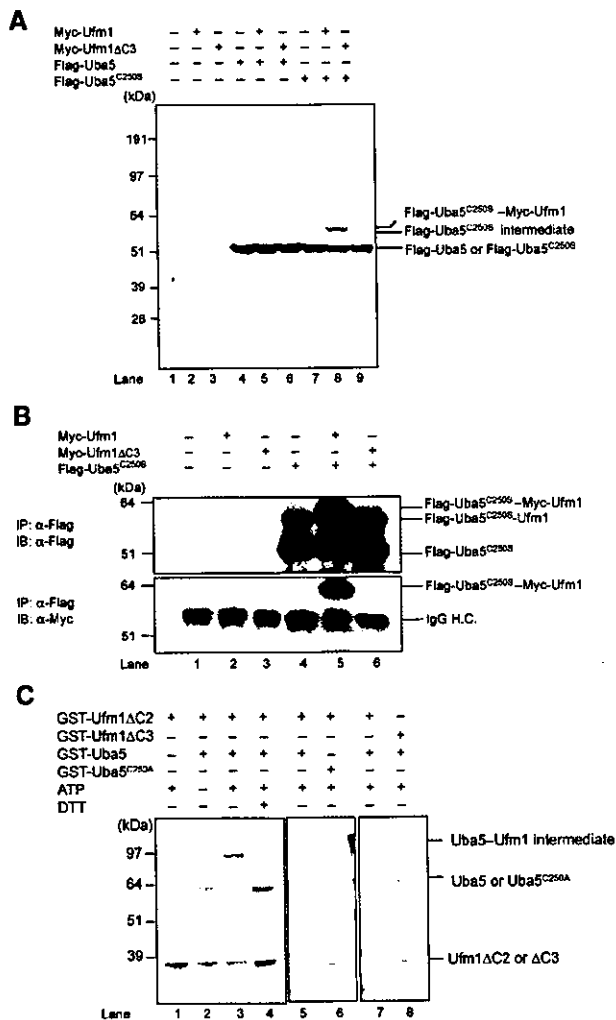 A
Myc-Ufm1 – + – – + – – + –
Myc-Ufm1ΔC3 – – + – – + – – +
Flag-Uba5 – – – + + + – – –
Flag-Uba5C250S – – – – – – + + +
(kDa)
191
97
64
51
39
28
Flag-Uba5C250S –Myc-Ufm1
Flag-Uba5C250S intermediate
Flag-Uba5 or Flag-Uba5C250S
Lane 1 2 3 4 5 6 7 8 9
B
Myc-Ufm1 – + – – + –
Myc-Ufm1ΔC3 – – + – – +
Flag-Uba5C250S – – – + + +
(kDa)
64
51
IP: α-Flag
IB: α-Flag
Flag-Uba5C250S–Myc-Ufm1
Flag-Uba5C250S-Ufm1
Flag-Uba5C250S
64
51
IP: α-Flag
IB: α-Myc
Flag-Uba5C250S–Myc-Ufm1
IgG H.C.
Lane 1 2 3 4 5 6
C
GST-Ufm1ΔC2 + + + + + + + –
GST-Ufm1ΔC3 – – – – – – – +
GST-Uba5 – + + + + – + +
GST-Uba5C250A – – – – – + – –
ATP + – + + + + + +
DTT – – – + – – – –
(kDa)
97
64
51
39
Uba5–Ufm1 intermediate
Uba5 or Uba5C250A
Ufm1ΔC2 or ΔC3
Lane 1 2 3 4 5 6 7 8